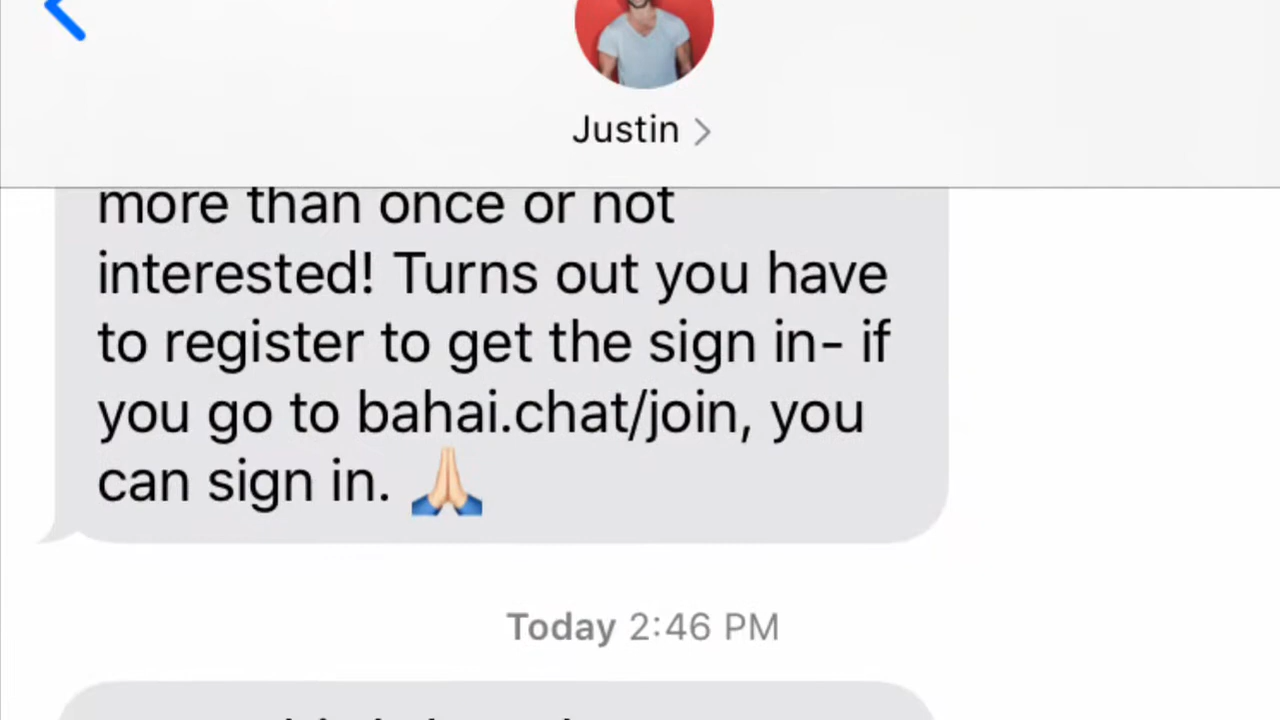 Justin
more than once or not
interested! Turns out you have
to register to get the sign in- if
you go to bahai.chat/join, you
can sign in. 🙏🏻
Today 2:46 PM